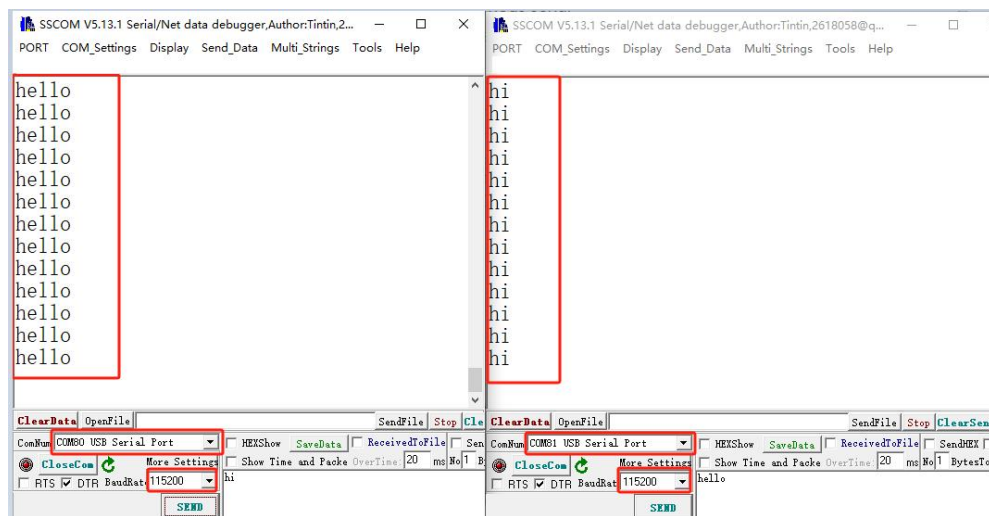 SSCOM V5.13.1 Serial/Net data debugger,Author:Tintin,2...
PORT COM_Settings Display Send_Data Multi_Strings Tools Help
hello
hello
hello
hello
hello
hello
hello
hello
hello
hello
hello
hello
hello
ClearData OpenFile SendFile Stop Cle
ComNum COM80 USB Serial Port HEXShow SaveData ReceivedToFile Sen
CloseCom More Settings Show Time and Packe OverTime 20 ms No 1 B
RTS DTR BaudRat 115200 hi
SEND
SSCOM V5.13.1 Serial/Net data debugger,Author:Tintin,2618058@q...
PORT COM_Settings Display Send_Data Multi_Strings Tools Help
hi
hi
hi
hi
hi
hi
hi
hi
hi
hi
hi
hi
hi
ClearData OpenFile SendFile Stop ClearSen
ComNum COM81 USB Serial Port HEXShow SaveData ReceivedToFile SendHEX
CloseCom More Settings Show Time and Packe OverTime 20 ms No 1 BytesTo
RTS DTR BaudRat 115200 hello
SEND